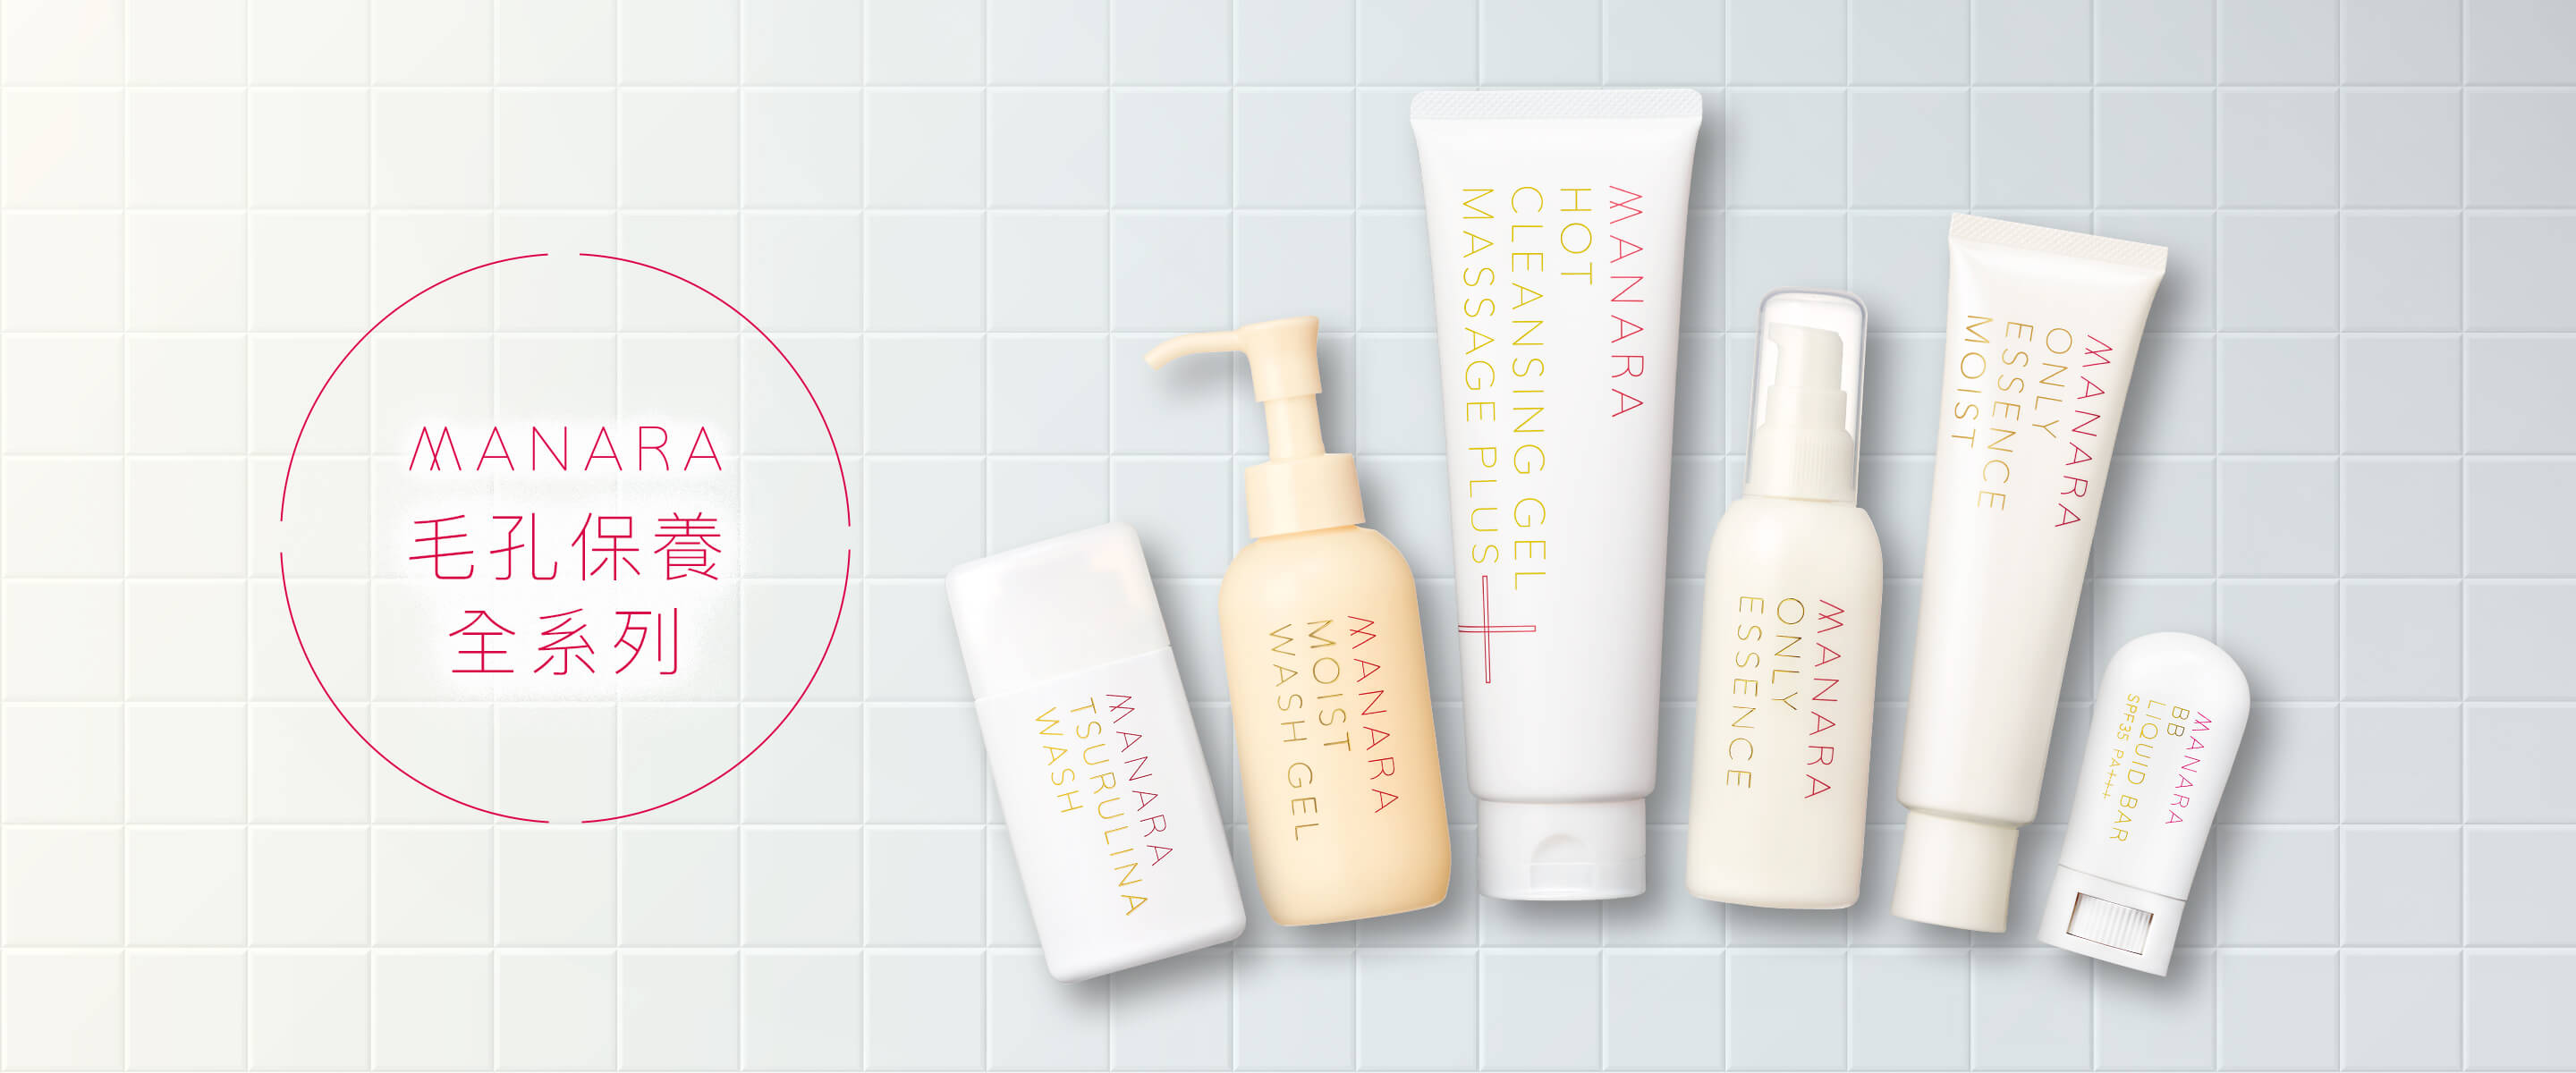 MANARA
毛孔保養
全系列
MANARA
TSURULINA
WASH
MANARA
MOIST
WASH GEL
MANARA
HOT
CLEANSING GEL
MASSAGE PLUS
MANARA
ONLY
ESSENCE
MANARA
ONLY
ESSENCE
MOIST
MANARA
BB
LIQUID BAR
SPF35 PA+++